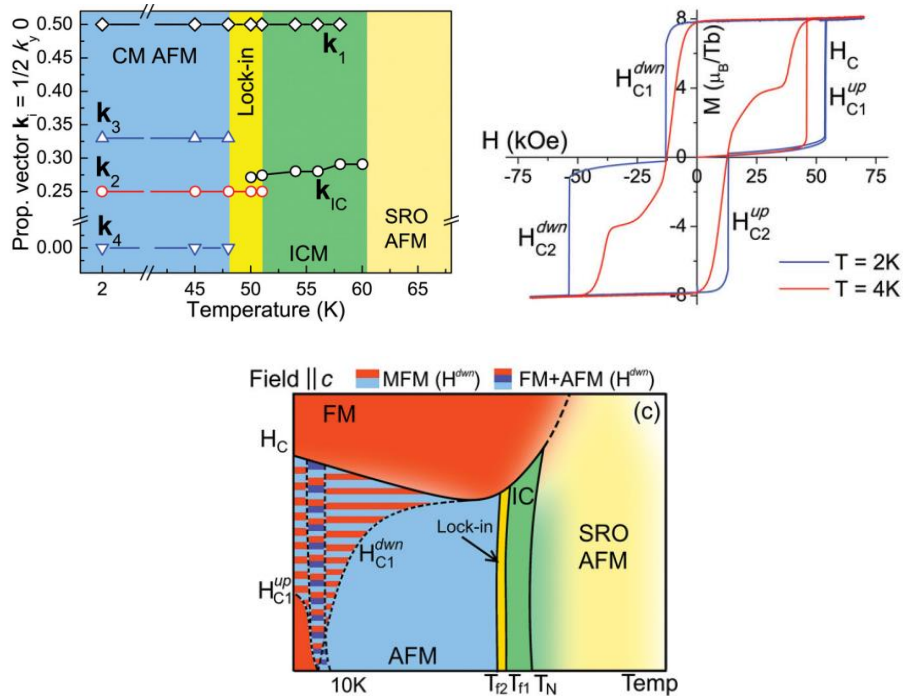 0.50
0.45
0.40
0.35
0.30
0.25
0.00
Prop. vector k_i = 1/2 k_y 0
CM AFM
Lock-in
k_1
k_3
k_2
k_IC
k_4
ICM
SRO
AFM
2 45 50 55 60 65
Temperature (K)
8
M (μ_B/Tb)
H_C1^dwn
H_C
H_C1^up
4
H (kOe)
0
-75 -50 -25 25 50 75
H_C2^dwn
-4
H_C2^up
T = 2K
-8
T = 4K
Field || c MFM (H^dwn) FM+AFM (H^dwn)
(c)
FM
H_C
IC
Lock-in
H_C1^dwn
SRO
AFM
H_C1^up
AFM
10K T_f2 T_f1 T_N Temp